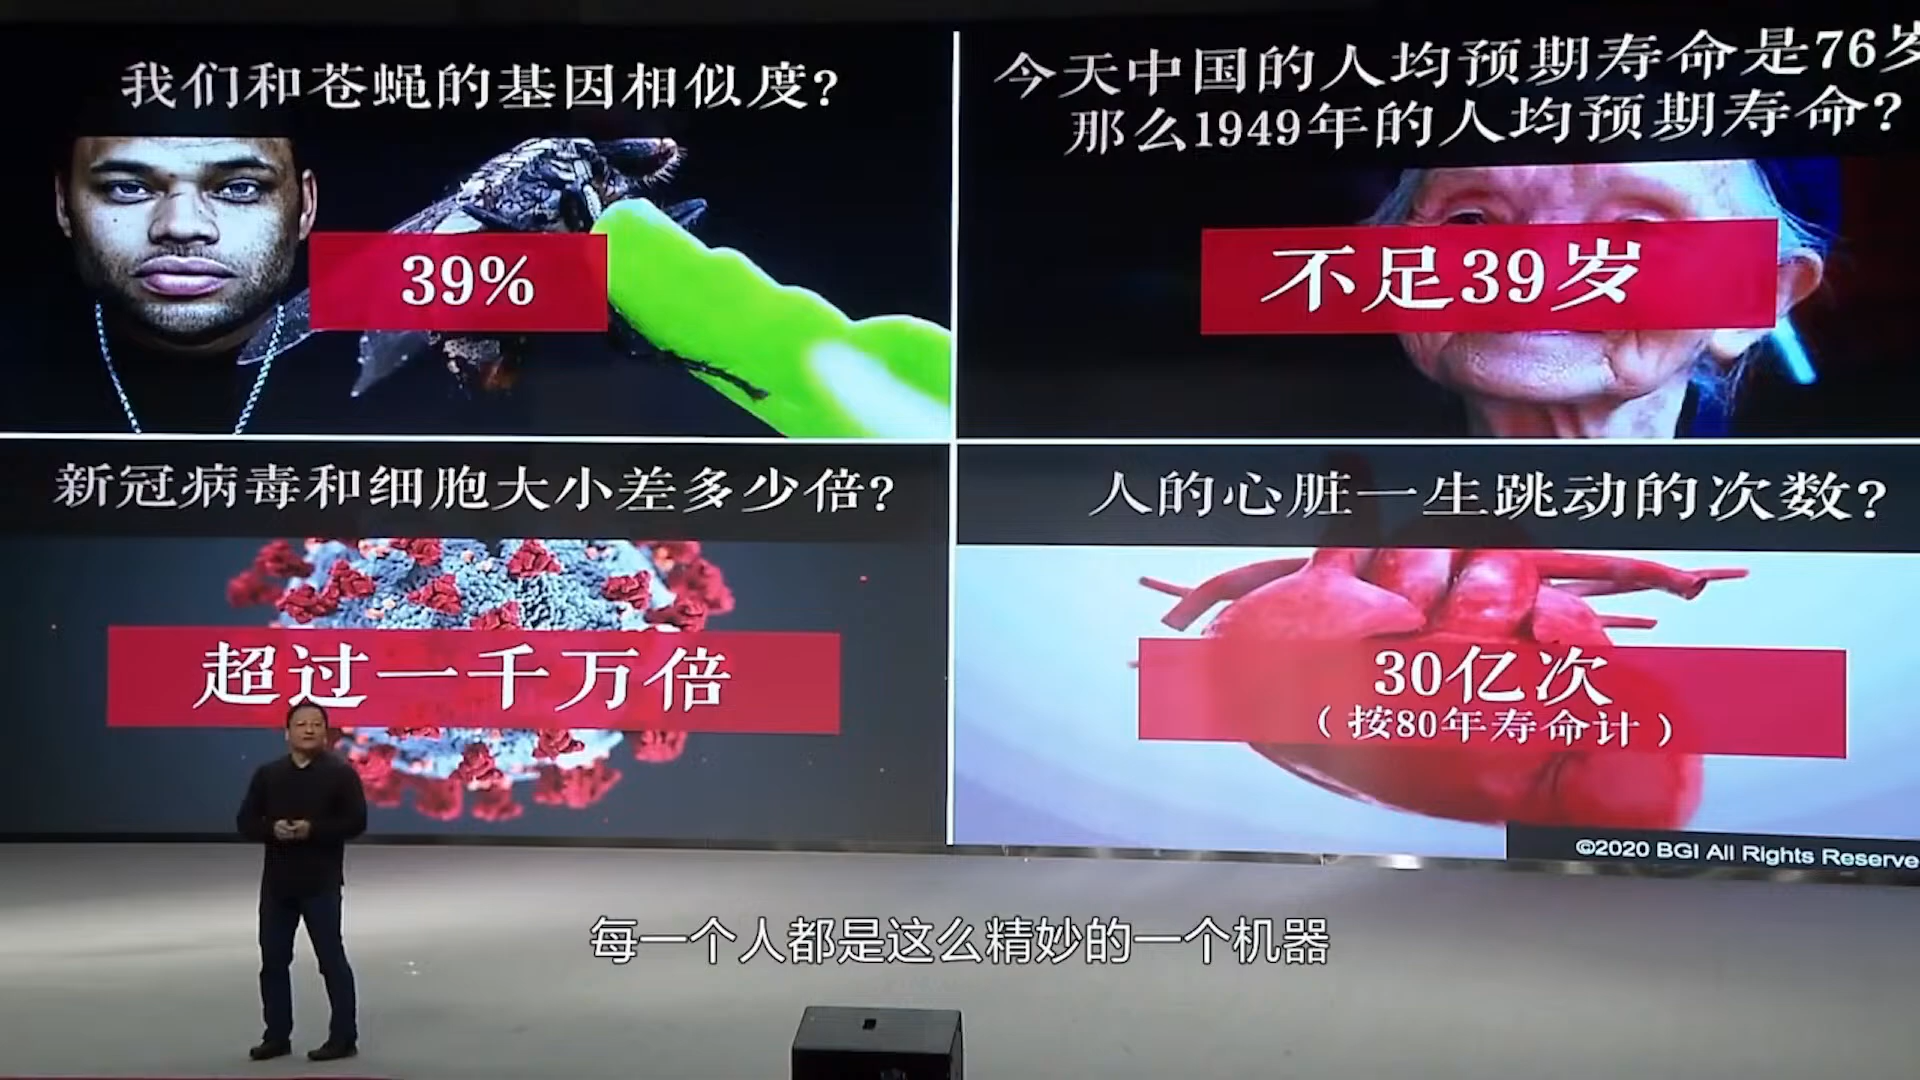 我们和苍蝇的基因相似度?
39%
今天中国的人均预期寿命是76岁
那么1949年的人均预期寿命?
不足39岁
新冠病毒和细胞大小差多少倍?
超过一千万倍
人的心脏一生跳动的次数?
30亿次
（按80年寿命计）
©2020 BGI All Rights Reserve
每一个人都是这么精妙的一个机器